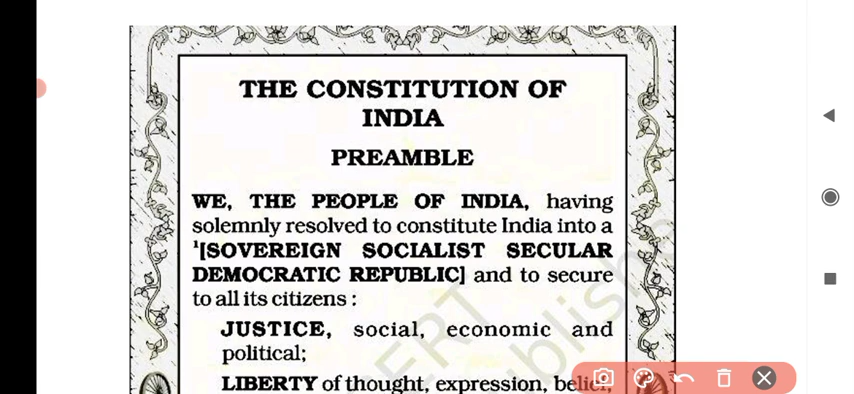 THE CONSTITUTION OF
INDIA
PREAMBLE
WE, THE PEOPLE OF INDIA, having
solemnly resolved to constitute India into a
¹[SOVEREIGN SOCIALIST SECULAR
DEMOCRATIC REPUBLIC] and to secure
to all its citizens :
JUSTICE, social, economic and
political;
LIBERTY of thought, expression, belief,